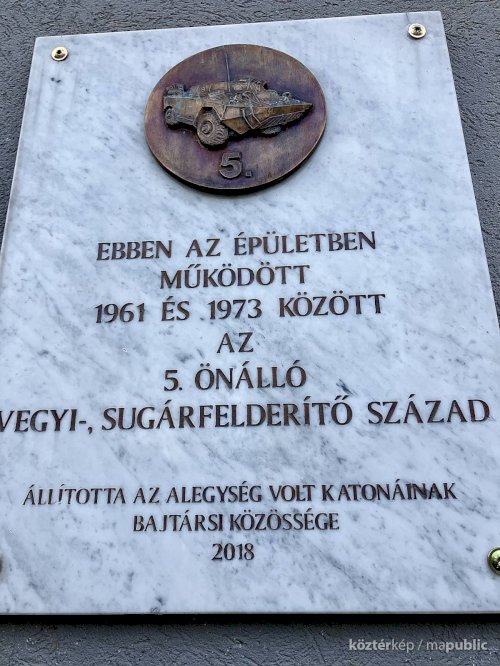 5.
EBBEN AZ ÉPÜLETBEN
MŰKÖDÖTT
1961 ÉS 1973 KÖZÖTT
AZ
5. ÖNÁLLÓ
VEGYI-, SUGÁRFELDERÍTŐ SZÁZAD
ÁLLÍTOTTA AZ ALEGYSÉG VOLT KATONÁINAK
BAJTÁRSI KÖZÖSSÉGE
2018
köztérkép / mapublic.